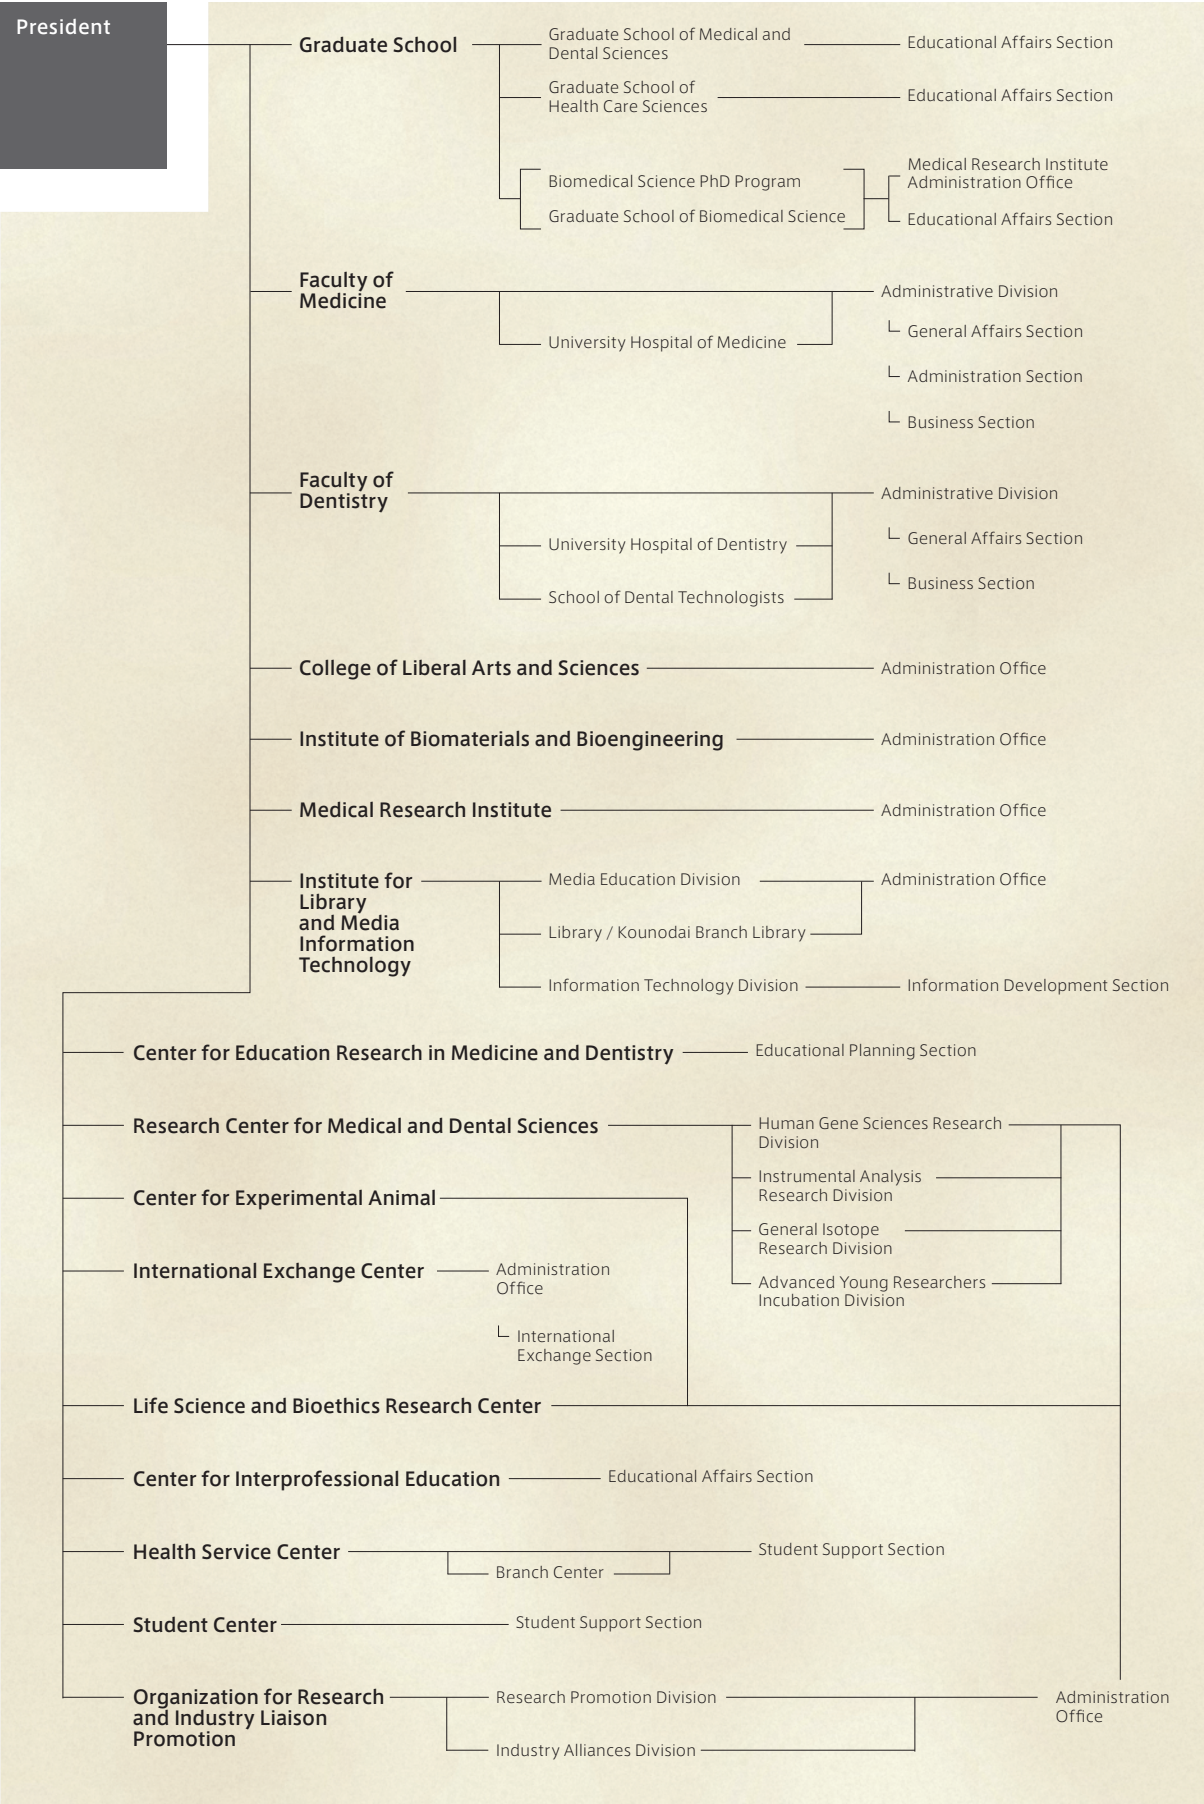 President
Graduate School
Graduate School of Medical and
Dental Sciences
Educational Affairs Section
Graduate School of
Health Care Sciences
Educational Affairs Section
Biomedical Science PhD Program
Graduate School of Biomedical Science
Medical Research Institute
Administration Office
Educational Affairs Section
Faculty of
Medicine
Administrative Division
University Hospital of Medicine
General Affairs Section
Administration Section
Business Section
Faculty of
Dentistry
Administrative Division
University Hospital of Dentistry
General Affairs Section
School of Dental Technologists
Business Section
College of Liberal Arts and Sciences
Administration Office
Institute of Biomaterials and Bioengineering
Administration Office
Medical Research Institute
Administration Office
Institute for
Library
and Media
Information
Technology
Media Education Division
Administration Office
Library / Kounodai Branch Library
Information Technology Division
Information Development Section
Center for Education Research in Medicine and Dentistry
Educational Planning Section
Research Center for Medical and Dental Sciences
Human Gene Sciences Research
Division
Instrumental Analysis
Research Division
General Isotope
Research Division
Advanced Young Researchers
Incubation Division
Center for Experimental Animal
International Exchange Center
Administration
Office
International
Exchange Section
Life Science and Bioethics Research Center
Center for Interprofessional Education
Educational Affairs Section
Health Service Center
Student Support Section
Branch Center
Student Center
Student Support Section
Organization for Research
and Industry Liaison
Promotion
Research Promotion Division
Industry Alliances Division
Administration
Office